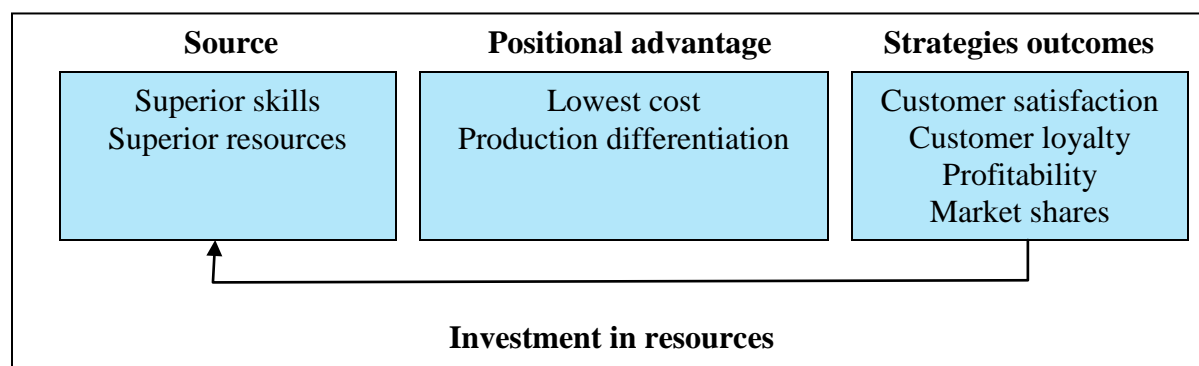 Source
Positional advantage
Strategies outcomes
Superior skills
Superior resources
Lowest cost
Production differentiation
Customer satisfaction
Customer loyalty
Profitability
Market shares
Investment in resources